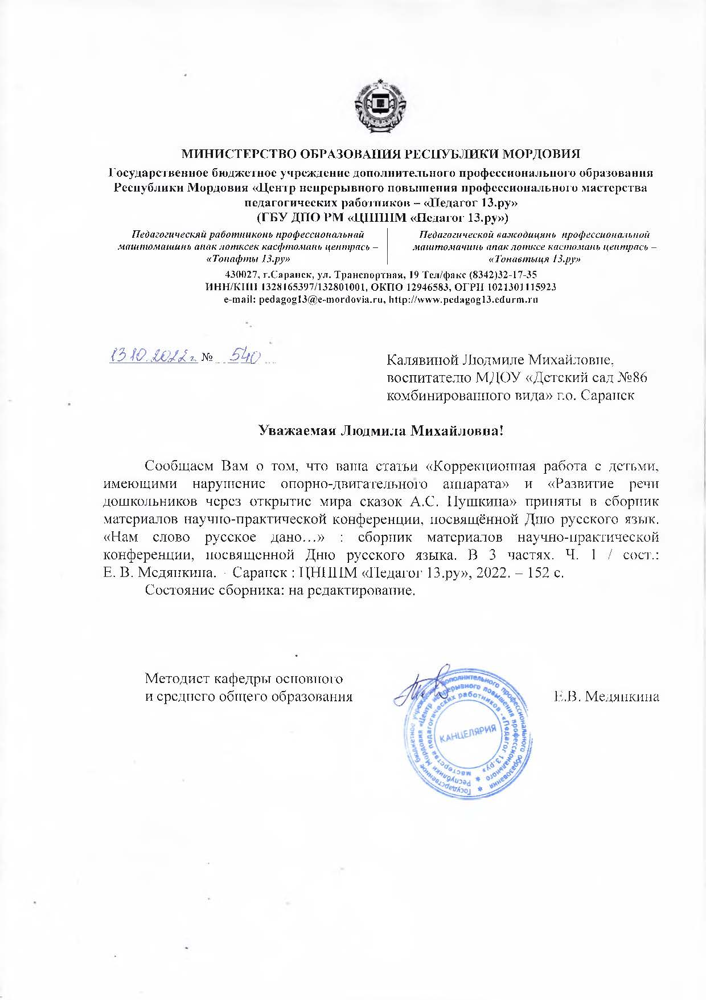 МИНИСТЕРСТВО ОБРАЗОВАНИЯ РЕСПУБЛИКИ МОРДОВИЯ
Государственное бюджетное учреждение дополнительного профессионального образования
Республики Мордовия «Центр непрерывного повышения профессионального мастерства
педагогических работников – «Педагог 13.ру»
(ГБУ ДПО РМ «ЦНППМ «Педагог 13.ру»)
Педагогическяй работниконь профессиональнай
маштомашинь апак лотксек касфтомань центрась –
«Тонафты 13.ру»
Педагогической важодицянь профессиональной
маштомачинь апак лотксе кастомань центрась –
«Тонавтыця 13.ру»
430027, г.Саранск, ул. Транспортная, 19 Тел/факс (8342)32-17-35
ИНН/КПП 1328165397/132801001, ОКПО 12946583, ОГРН 1021301115923
e-mail: pedagog13@e-mordovia.ru, http://www.pedagog13.edurm.ru
13.10.2022 г. № 540
Калявиной Людмиле Михайловне,
воспитателю МДОУ «Детский сад №86
комбинированного вида» г.о. Саранск
Уважаемая Людмила Михайловна!
Сообщаем Вам о том, что ваша статьи «Коррекционная работа с детьми,
имеющими нарушение опорно-двигательного аппарата» и «Развитие речи
дошкольников через открытие мира сказок А.С. Пушкина» приняты в сборник
материалов научно-практической конференции, посвящённой Дню русского язык.
«Нам слово русское дано…» : сборник материалов научно-практической
конференции, посвященной Дню русского языка. В 3 частях. Ч. 1 / сост.:
Е. В. Медянкина. - Саранск : ЦНППМ «Педагог 13.ру», 2022. – 152 с.
Состояние сборника: на редактирование.
Методист кафедры основного
и среднего общего образования
Е.В. Медянкина
Государственное бюджетное учреждение дополнительного профессионального образования
Республики Мордовия «Центр непрерывного повышения профессионального
мастерства педагогических работников - «Педагог 13.ру»
КАНЦЕЛЯРИЯ